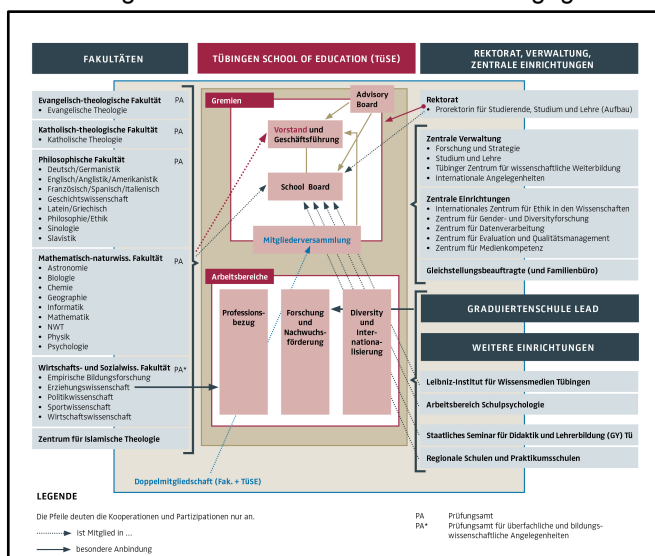 FAKULTÄTEN
Evangelisch-theologische Fakultät PA
• Evangelische Theologie
Katholisch-theologische Fakultät PA
• Katholische Theologie
Philosophische Fakultät PA
• Deutsch/Germanistik
• Englisch/Anglistik/Amerikanistik
• Französisch/Spanisch/Italienisch
• Geschichtswissenschaft
• Latein/Griechisch
• Philosophie/Ethik
• Sinologie
• Slavistik
Mathematisch-naturwiss. Fakultät PA
• Astronomie
• Biologie
• Chemie
• Geographie
• Informatik
• Mathematik
• NWT
• Physik
• Psychologie
Wirtschafts- und Sozialwiss. Fakultät PA*
• Empirische Bildungsforschung
• Erziehungswissenschaft
• Politikwissenschaft
• Sportwissenschaft
• Wirtschaftswissenschaft
Zentrum für Islamische Theologie
TÜBINGEN SCHOOL OF EDUCATION (TüSE)
Gremien
Advisory
Board
Vorstand und
Geschäftsführung
School Board
Mitgliederversammlung
Arbeitsbereiche
Professions-
bezug
Forschung
und
Nachwuchs-
förderung
Diversity
und
Inter-
nationa-
lisierung
Doppelmitgliedschaft (Fak. + TüSE)
REKTORAT, VERWALTUNG,
ZENTRALE EINRICHTUNGEN
Rektorat
• Prorektorin für Studierende, Studium und Lehre (Aufbau)
Zentrale Verwaltung
• Forschung und Strategie
• Studium und Lehre
• Tübinger Zentrum für wissenschaftliche Weiterbildung
• Internationale Angelegenheiten
Zentrale Einrichtungen
• Internationales Zentrum für Ethik in den Wissenschaften
• Zentrum für Gender- und Diversityforschung
• Zentrum für Datenverarbeitung
• Zentrum für Evaluation und Qualitätsmanagement
• Zentrum für Medienkompetenz
Gleichstellungsbeauftragte (und Familienbüro)
GRADUIERTENSCHULE LEAD
WEITERE EINRICHTUNGEN
Leibniz-Institut für Wissensmedien Tübingen
Arbeitsbereich Schulpsychologie
Staatliches Seminar für Didaktik und Lehrerbildung (GY) Tü
Regionale Schulen und Praktikumsschulen
LEGENDE
Die Pfeile deuten die Kooperationen und Partizipationen nur an.
ist Mitglied in ...
besondere Anbindung
PA Prüfungsamt
PA* Prüfungsamt für überfachliche und bildungs-
wissenschaftliche Angelegenheiten